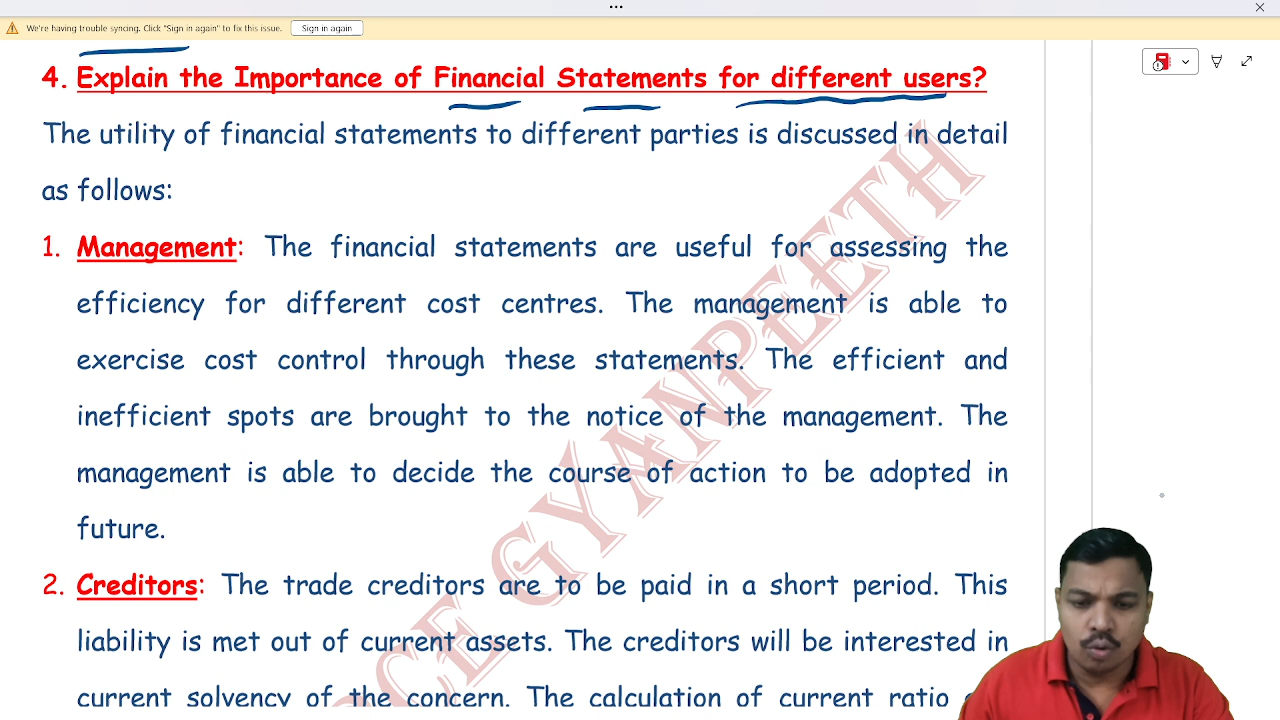 ...
We're having trouble syncing. Click "Sign in again" to fix this issue. Sign in again
4. Explain the Importance of Financial Statements for different users?
The utility of financial statements to different parties is discussed in detail
as follows:
1. Management: The financial statements are useful for assessing the
efficiency for different cost centres. The management is able to
exercise cost control through these statements. The efficient and
inefficient spots are brought to the notice of the management. The
management is able to decide the course of action to be adopted in
future.
2. Creditors: The trade creditors are to be paid in a short period. This
liability is met out of current assets. The creditors will be interested in
current solvency of the concern. The calculation of current ratio
GYANPEETH